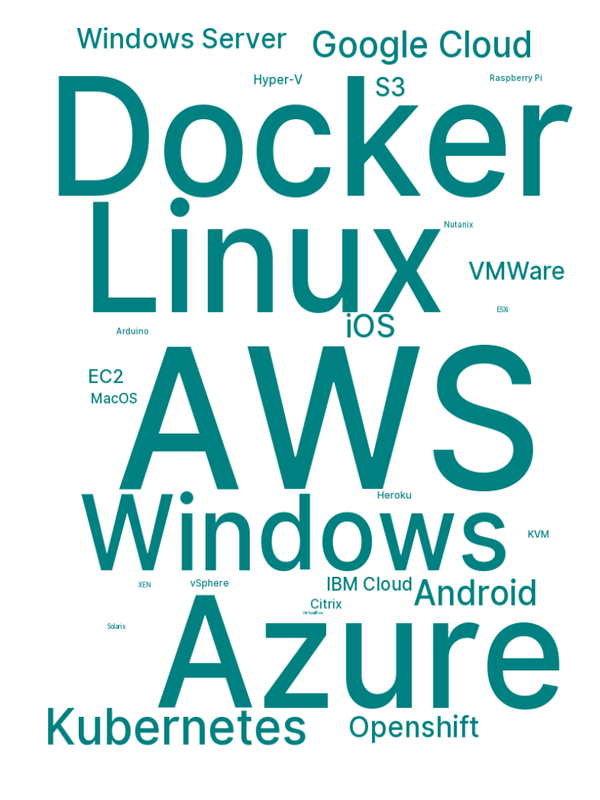 Windows Server
Google Cloud
Hyper-V
S3
Raspberry Pi
Docker
Linux
Nutanix
VMWare
ESXi
iOS
Arduino
EC2
MacOS
AWS
Heroku
Windows
KVM
XEN
vSphere
IBM Cloud
Android
Citrix
VirtualBox
Solaris
Azure
Kubernetes
Openshift